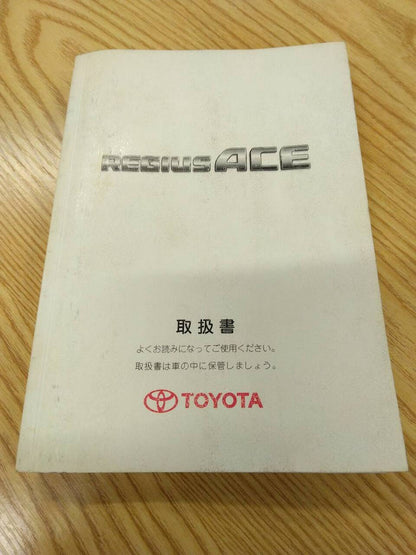 REGIUS ACE
取扱書
よくお読みになってご使用ください。
取扱書は車の中に保管しましょう。
TOYOTA